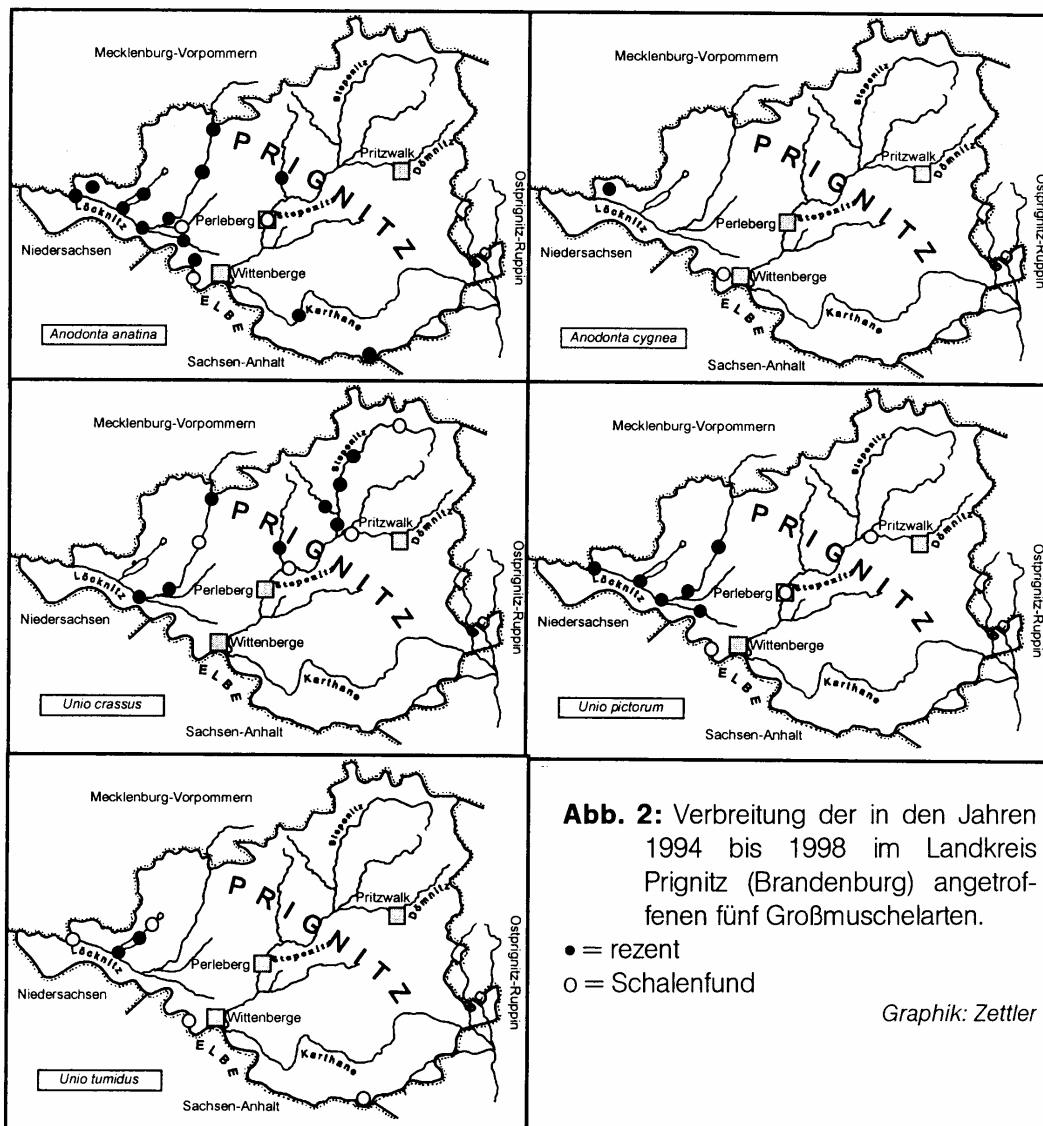 Mecklenburg-Vorpommern
Stepenitz
PRIGNITZ
Pritzwalk
Dömnitz
Löcknitz
Perleberg
Stepenitz
Niedersachsen
Wittenberge
ELBE
Karthane
Sachsen-Anhalt
Ostprignitz-Ruppin
Anodonta anatina
Mecklenburg-Vorpommern
Stepenitz
PRIGNITZ
Pritzwalk
Dömnitz
Löcknitz
Perleberg
Stepenitz
Niedersachsen
Wittenberge
ELBE
Karthane
Sachsen-Anhalt
Ostprignitz-Ruppin
Anodonta cygnea
Mecklenburg-Vorpommern
Stepenitz
PRIGNITZ
Pritzwalk
Dömnitz
Löcknitz
Perleberg
Stepenitz
Niedersachsen
Wittenberge
ELBE
Karthane
Sachsen-Anhalt
Ostprignitz-Ruppin
Unio crassus
Mecklenburg-Vorpommern
Stepenitz
PRIGNITZ
Pritzwalk
Dömnitz
Löcknitz
Perleberg
Stepenitz
Niedersachsen
Wittenberge
ELBE
Karthane
Sachsen-Anhalt
Ostprignitz-Ruppin
Unio pictorum
Mecklenburg-Vorpommern
Stepenitz
PRIGNITZ
Pritzwalk
Dömnitz
Löcknitz
Perleberg
Stepenitz
Niedersachsen
Wittenberge
ELBE
Karthane
Sachsen-Anhalt
Ostprignitz-Ruppin
Unio tumidus
Abb. 2: Verbreitung der in den Jahren
1994 bis 1998 im Landkreis
Prignitz (Brandenburg) angetrof-
fenen fünf Großmuschelarten.
● = rezent
o = Schalenfund
Graphik: Zettler